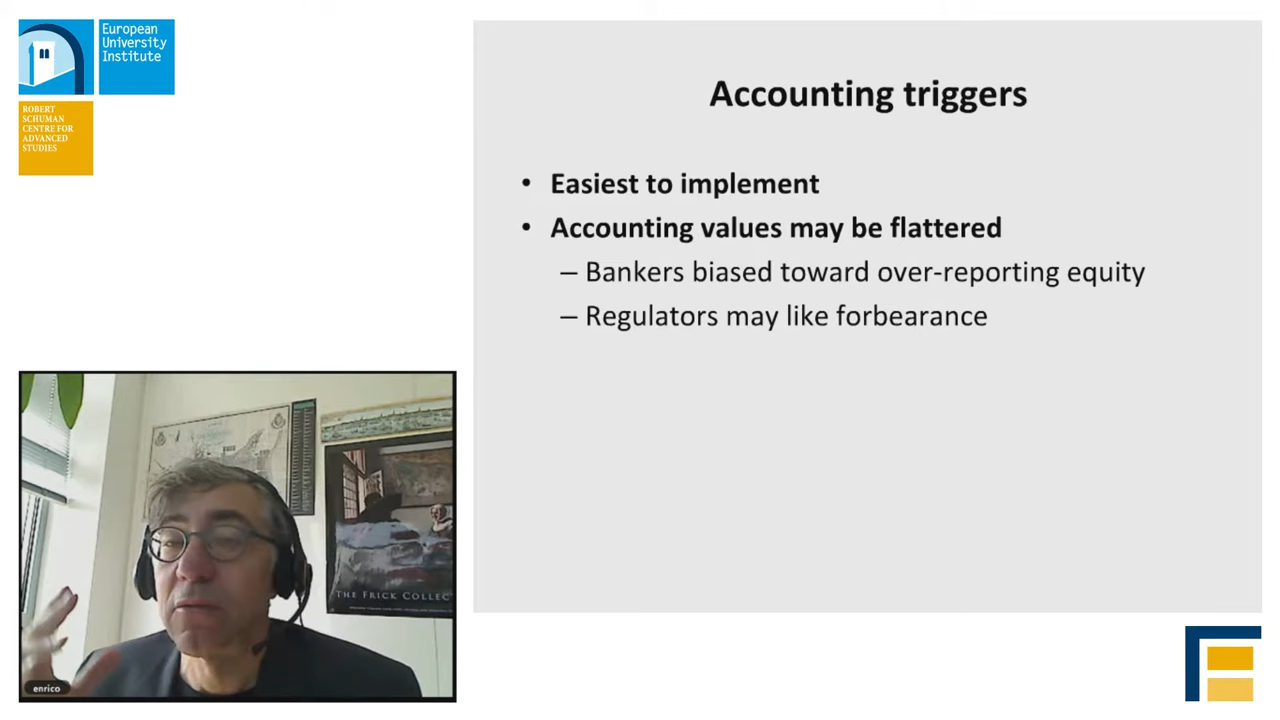 European
University
Institute
ROBERT
SCHUMAN
CENTRE FOR
ADVANCED
STUDIES
Accounting triggers
• Easiest to implement
• Accounting values may be flattered
– Bankers biased toward over-reporting equity
– Regulators may like forbearance
THE FRICK COLLEC
enrico